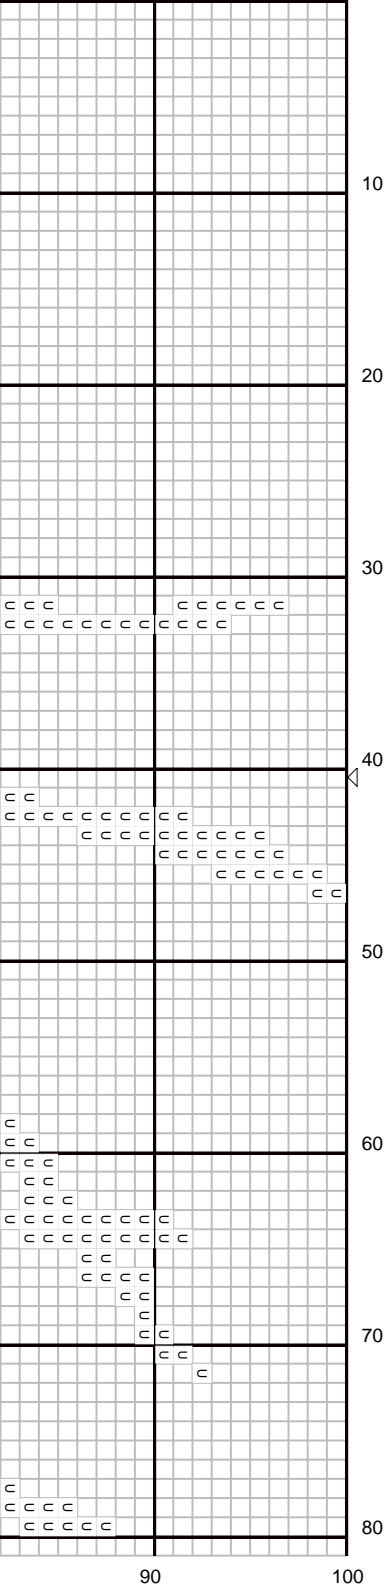 10
20
30
⊂ ⊂ ⊂ ⊂ ⊂ ⊂ ⊂ ⊂ ⊂
⊂ ⊂ ⊂ ⊂ ⊂ ⊂ ⊂ ⊂ ⊂ ⊂ ⊂ ⊂
40
⊂ ⊂
⊂ ⊂ ⊂ ⊂ ⊂ ⊂ ⊂ ⊂ ⊂ ⊂
⊂ ⊂ ⊂ ⊂ ⊂ ⊂ ⊂ ⊂ ⊂ ⊂
⊂ ⊂ ⊂ ⊂ ⊂ ⊂ ⊂
⊂ ⊂ ⊂ ⊂ ⊂ ⊂
⊂ ⊂
50
⊂
⊂ ⊂ 60
⊂ ⊂ ⊂
⊂ ⊂
⊂ ⊂ ⊂
⊂ ⊂ ⊂ ⊂ ⊂ ⊂ ⊂ ⊂ ⊂
⊂ ⊂ ⊂ ⊂ ⊂ ⊂ ⊂ ⊂ ⊂
⊂ ⊂
⊂ ⊂ ⊂ ⊂
⊂ ⊂
⊂
⊂ ⊂ 70
⊂ ⊂
⊂
⊂
⊂ ⊂ ⊂ ⊂
⊂ ⊂ ⊂ ⊂ ⊂ 80
90 100